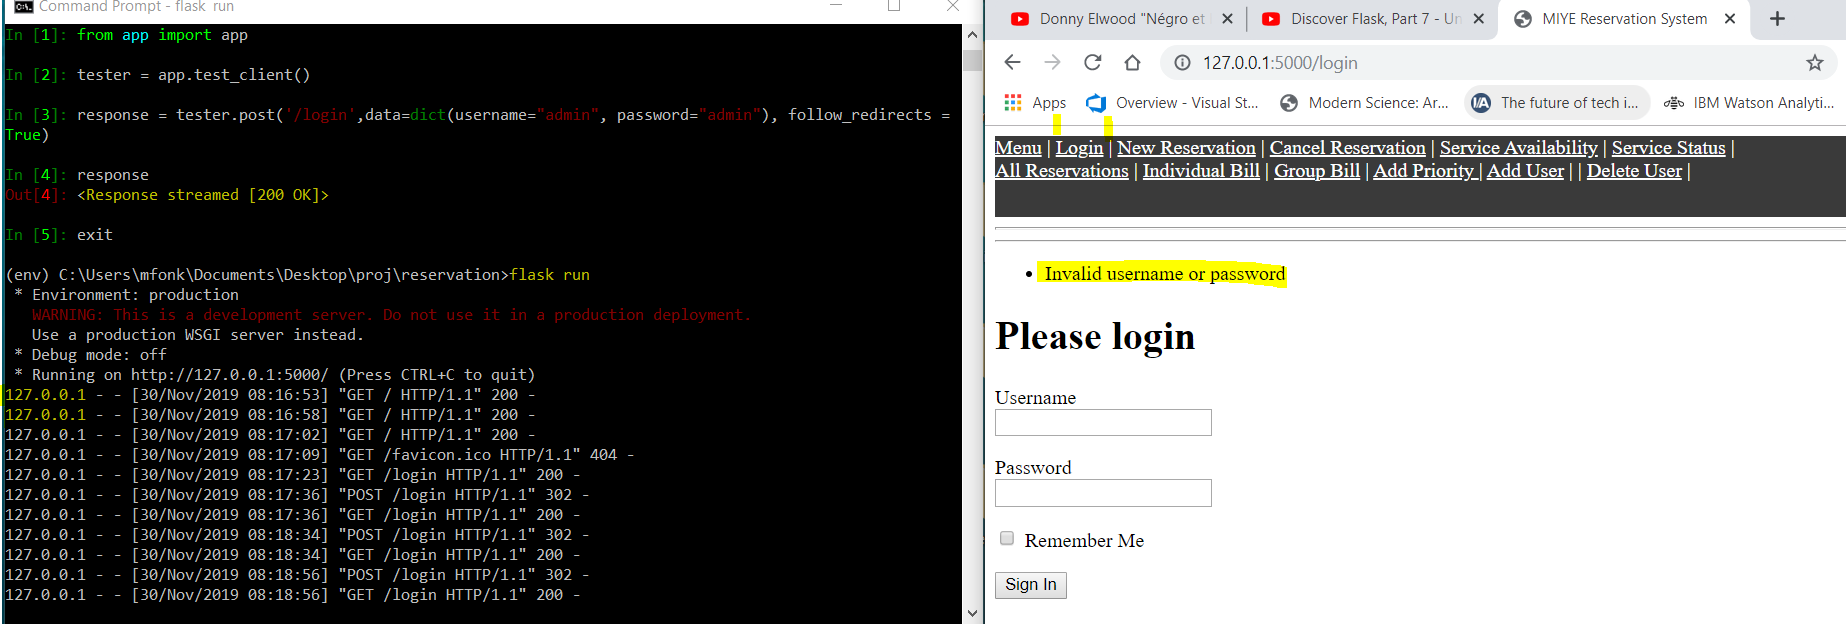 Command Prompt - flask run
In [1]: from app import app
In [2]: tester = app.test_client()
In [3]: response = tester.post('/login',data=dict(username="admin", password="admin"), follow_redirects =
True)
In [4]: response
Out[4]: <Response streamed [200 OK]>
In [5]: exit
(env) C:\Users\mfonk\Documents\Desktop\proj\reservation>flask run
* Environment: production
WARNING: This is a development server. Do not use it in a production deployment.
Use a production WSGI server instead.
* Debug mode: off
* Running on http://127.0.0.1:5000/ (Press CTRL+C to quit)
127.0.0.1 - - [30/Nov/2019 08:16:53] "GET / HTTP/1.1" 200 -
127.0.0.1 - - [30/Nov/2019 08:16:58] "GET / HTTP/1.1" 200 -
127.0.0.1 - - [30/Nov/2019 08:17:02] "GET / HTTP/1.1" 200 -
127.0.0.1 - - [30/Nov/2019 08:17:09] "GET /favicon.ico HTTP/1.1" 404 -
127.0.0.1 - - [30/Nov/2019 08:17:23] "GET /login HTTP/1.1" 200 -
127.0.0.1 - - [30/Nov/2019 08:17:36] "POST /login HTTP/1.1" 302 -
127.0.0.1 - - [30/Nov/2019 08:17:36] "GET /login HTTP/1.1" 200 -
127.0.0.1 - - [30/Nov/2019 08:18:34] "POST /login HTTP/1.1" 302 -
127.0.0.1 - - [30/Nov/2019 08:18:34] "GET /login HTTP/1.1" 200 -
127.0.0.1 - - [30/Nov/2019 08:18:56] "POST /login HTTP/1.1" 302 -
127.0.0.1 - - [30/Nov/2019 08:18:56] "GET /login HTTP/1.1" 200 -
Donny Elwood "Négro et
Discover Flask, Part 7 - Un
MIYE Reservation System
127.0.0.1:5000/login
Apps
Overview - Visual St...
Modern Science: Ar...
I/A
The future of tech i...
IBM Watson Analyti...
Menu | Login | New Reservation | Cancel Reservation | Service Availability | Service Status |
All Reservations | Individual Bill | Group Bill | Add Priority | Add User | | Delete User |
• Invalid username or password
Please login
Username
Password
Remember Me
Sign In